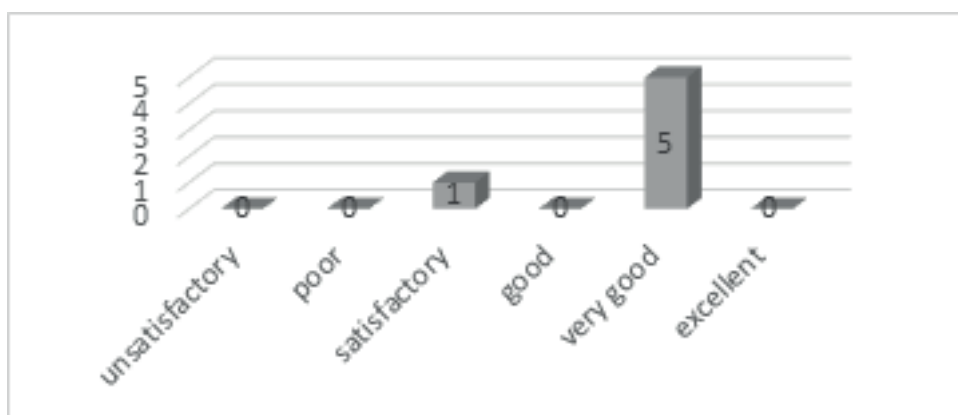 5
4
3
2
1
0
0 0 1 0 5 0
unsatisfactory
poor
satisfactory
good
very good
excellent